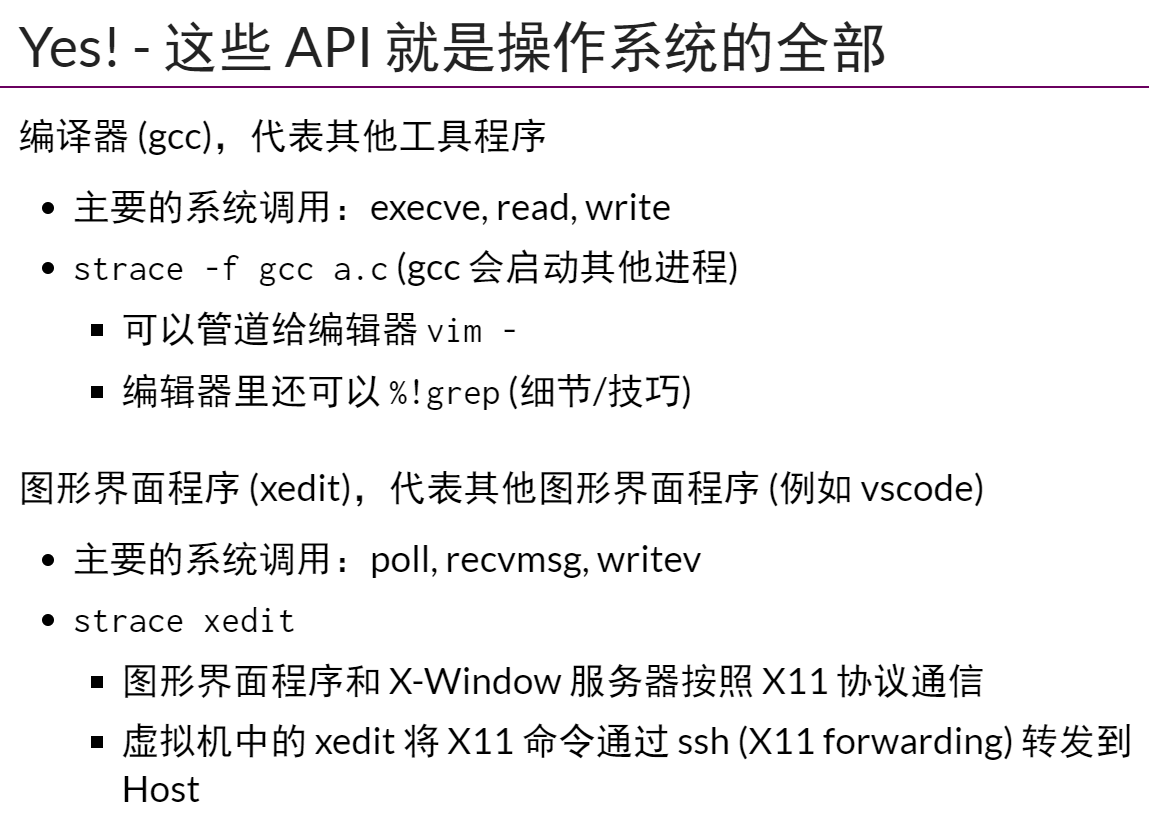 Yes! - 这些 API 就是操作系统的全部
编译器 (gcc)，代表其他工具程序
主要的系统调用：execve, read, write
strace -f gcc a.c (gcc 会启动其他进程)
可以管道给编辑器 vim -
编辑器里还可以 %!grep (细节/技巧)
图形界面程序 (xedit)，代表其他图形界面程序 (例如 vscode)
主要的系统调用：poll, recvmsg, writev
strace xedit
图形界面程序和 X-Window 服务器按照 X11 协议通信
虚拟机中的 xedit 将 X11 命令通过 ssh (X11 forwarding) 转发到
Host